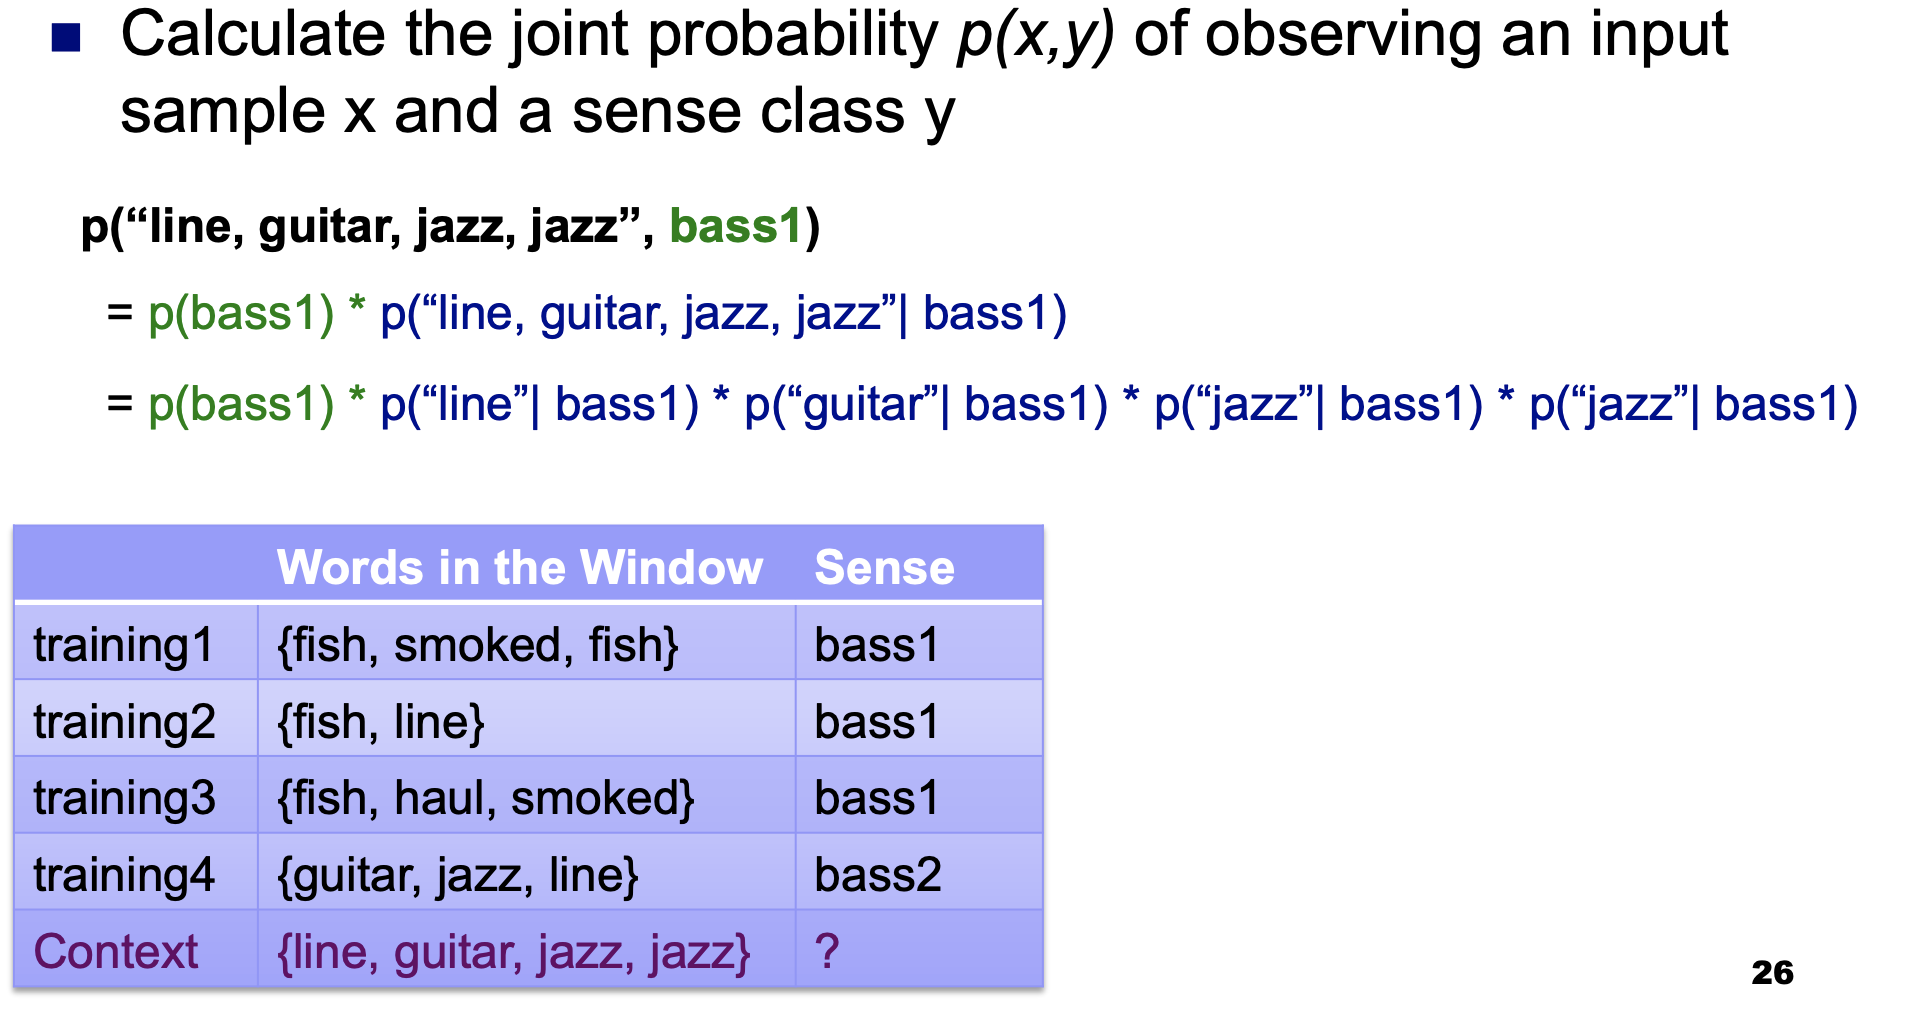 Calculate the joint probability p(x,y) of observing an input
sample x and a sense class y
p(“line, guitar, jazz, jazz”, bass1)
= p(bass1) * p(“line, guitar, jazz, jazz”| bass1)
= p(bass1) * p(“line”| bass1) * p(“guitar”| bass1) * p(“jazz”| bass1) * p(“jazz”| bass1)
Words in the Window Sense
training1 {fish, smoked, fish} bass1
training2 {fish, line} bass1
training3 {fish, haul, smoked} bass1
training4 {guitar, jazz, line} bass2
Context {line, guitar, jazz, jazz} ?
26